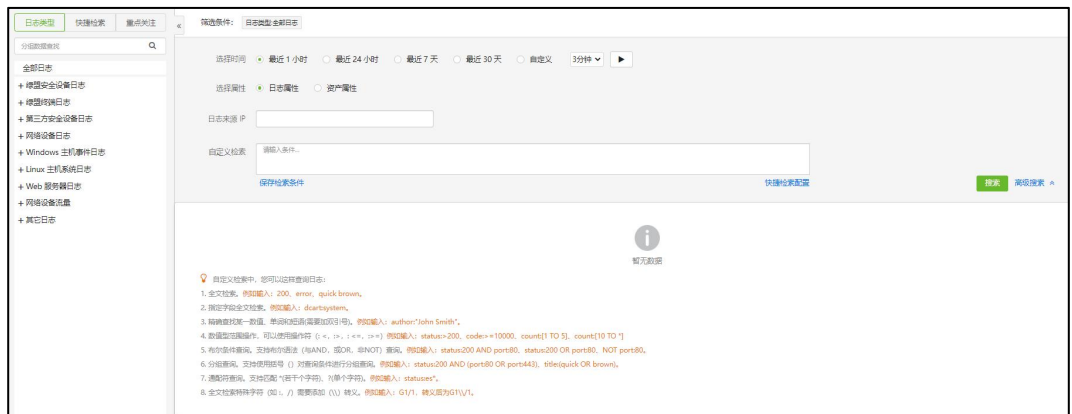 日志类型 快捷检索 重点关注
«
筛选条件: 日志类型:全部日志
分组数据查找
全部日志
+ 绿盟安全设备日志
+ 绿盟终端日志
+ 第三方安全设备日志
+ 网络设备日志
+ Windows 主机事件日志
+ Linux 主机系统日志
+ Web 服务器日志
+ 网络设备流量
+ 其它日志
选择时间 最近 1 小时 最近 24 小时 最近 7 天 最近 30 天 自定义 3分钟
选择属性 日志属性 资产属性
日志来源 IP
自定义检索 请输入条件...
保存检索条件 快捷检索配置 搜索 高级搜索
暂无数据
自定义检索中，您可以这样查询日志：
1. 全文检索。例如输入：200、error、quick brown。
2. 指定字段全文检索。例如输入：dcart:system。
3. 精确查找某一数值、单词和短语(需要加双引号)。例如输入：author:"John Smith"。
4. 数值型范围操作，可以使用操作符（: <、:>、: <=、:>=）例如输入：status:>200、code:>=10000、count:[1 TO 5]、count:[10 TO *]
5. 布尔条件查询。支持布尔语法（与AND、或OR、非NOT）查询。例如输入：status:200 AND port:80、status:200 OR port:80、NOT port:80。
6. 分组查询。支持使用括号（）对查询条件进行分组查询。例如输入：status:200 AND (port:80 OR port:443)、title:(quick OR brown)。
7. 通配符查询。支持匹配 *(若干个字符)、?(单个字符)。例如输入：status:es*。
8. 全文检索特殊字符（如 :、/）需要添加（\\）转义。例如输入：G1/1，转义后为G1\\/1。